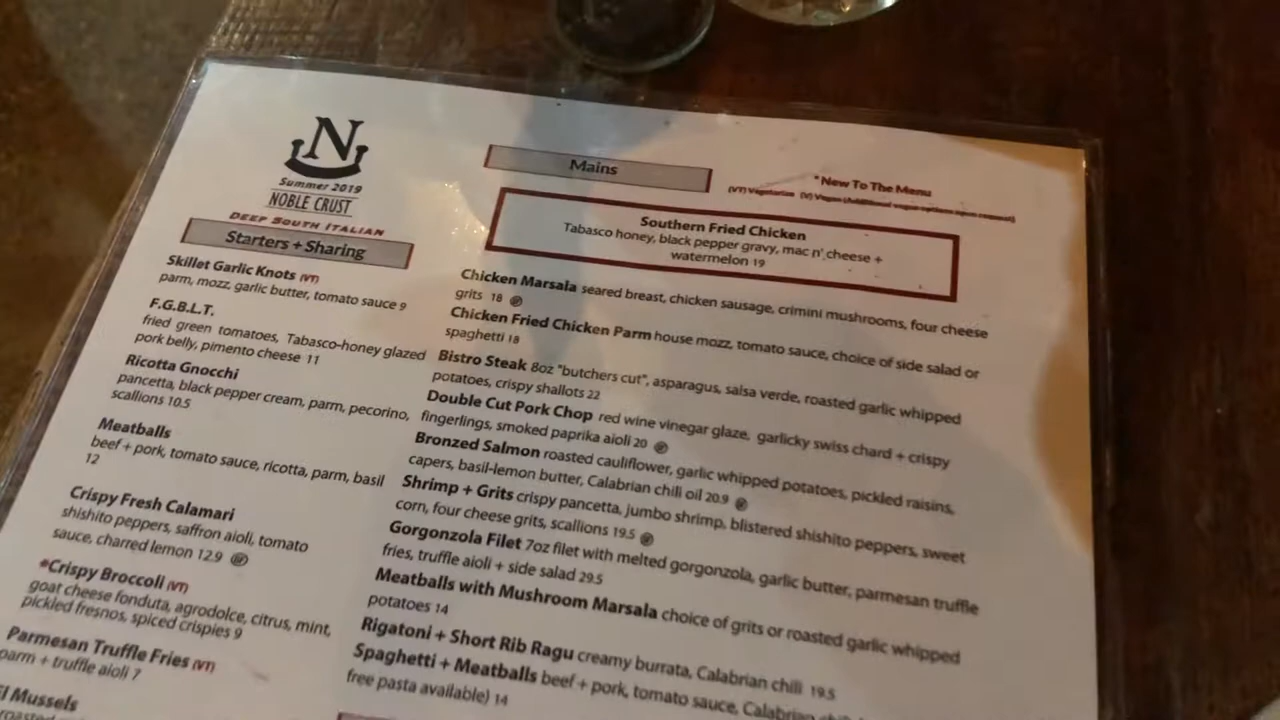 N
Summer 2019
NOBLE CRUST
DEEP SOUTH ITALIAN
Starters + Sharing
Skillet Garlic Knots (VT)
parm, mozz, garlic butter, tomato sauce 9
F.G.B.L.T.
fried green tomatoes, Tabasco-honey glazed
pork belly, pimento cheese 11
Ricotta Gnocchi
pancetta, black pepper cream, parm, pecorino,
scallions 10.5
Meatballs
beef + pork, tomato sauce, ricotta, parm, basil
12
Crispy Fresh Calamari
shishito peppers, saffron aioli, tomato
sauce, charred lemon 12.9 GF
*Crispy Broccoli (VT)
goat cheese fonduta, agrodolce, citrus, mint,
pickled fresnos, spiced crispies 9
Parmesan Truffle Fries (VT)
parm + truffle aioli 7
Mussels
Mains
*New To The Menu
(VT) Vegetarian (V) Vegan (Additional vegan options upon request)
Southern Fried Chicken
Tabasco honey, black pepper gravy, mac n' cheese +
watermelon 19
Chicken Marsala seared breast, chicken sausage, crimini mushrooms, four cheese
grits 18 GF
Chicken Fried Chicken Parm house mozz, tomato sauce, choice of side salad or
spaghetti 18
Bistro Steak 8oz "butchers cut", asparagus, salsa verde, roasted garlic whipped
potatoes, crispy shallots 22
Double Cut Pork Chop red wine vinegar glaze, garlicky swiss chard + crispy
fingerlings, smoked paprika aioli 20 GF
Bronzed Salmon roasted cauliflower, garlic whipped potatoes, pickled raisins,
capers, basil-lemon butter, Calabrian chili oil 20.9 GF
Shrimp + Grits crispy pancetta, jumbo shrimp, blistered shishito peppers, sweet
corn, four cheese grits, scallions 19.5 GF
Gorgonzola Filet 7oz filet with melted gorgonzola, garlic butter, parmesan truffle
fries, truffle aioli + side salad 29.5
Meatballs with Mushroom Marsala choice of grits or roasted garlic whipped
potatoes 14
Rigatoni + Short Rib Ragu creamy burrata, Calabrian chili 19.5
Spaghetti + Meatballs beef + pork, tomato sauce, Calabrian
free pasta available) 14